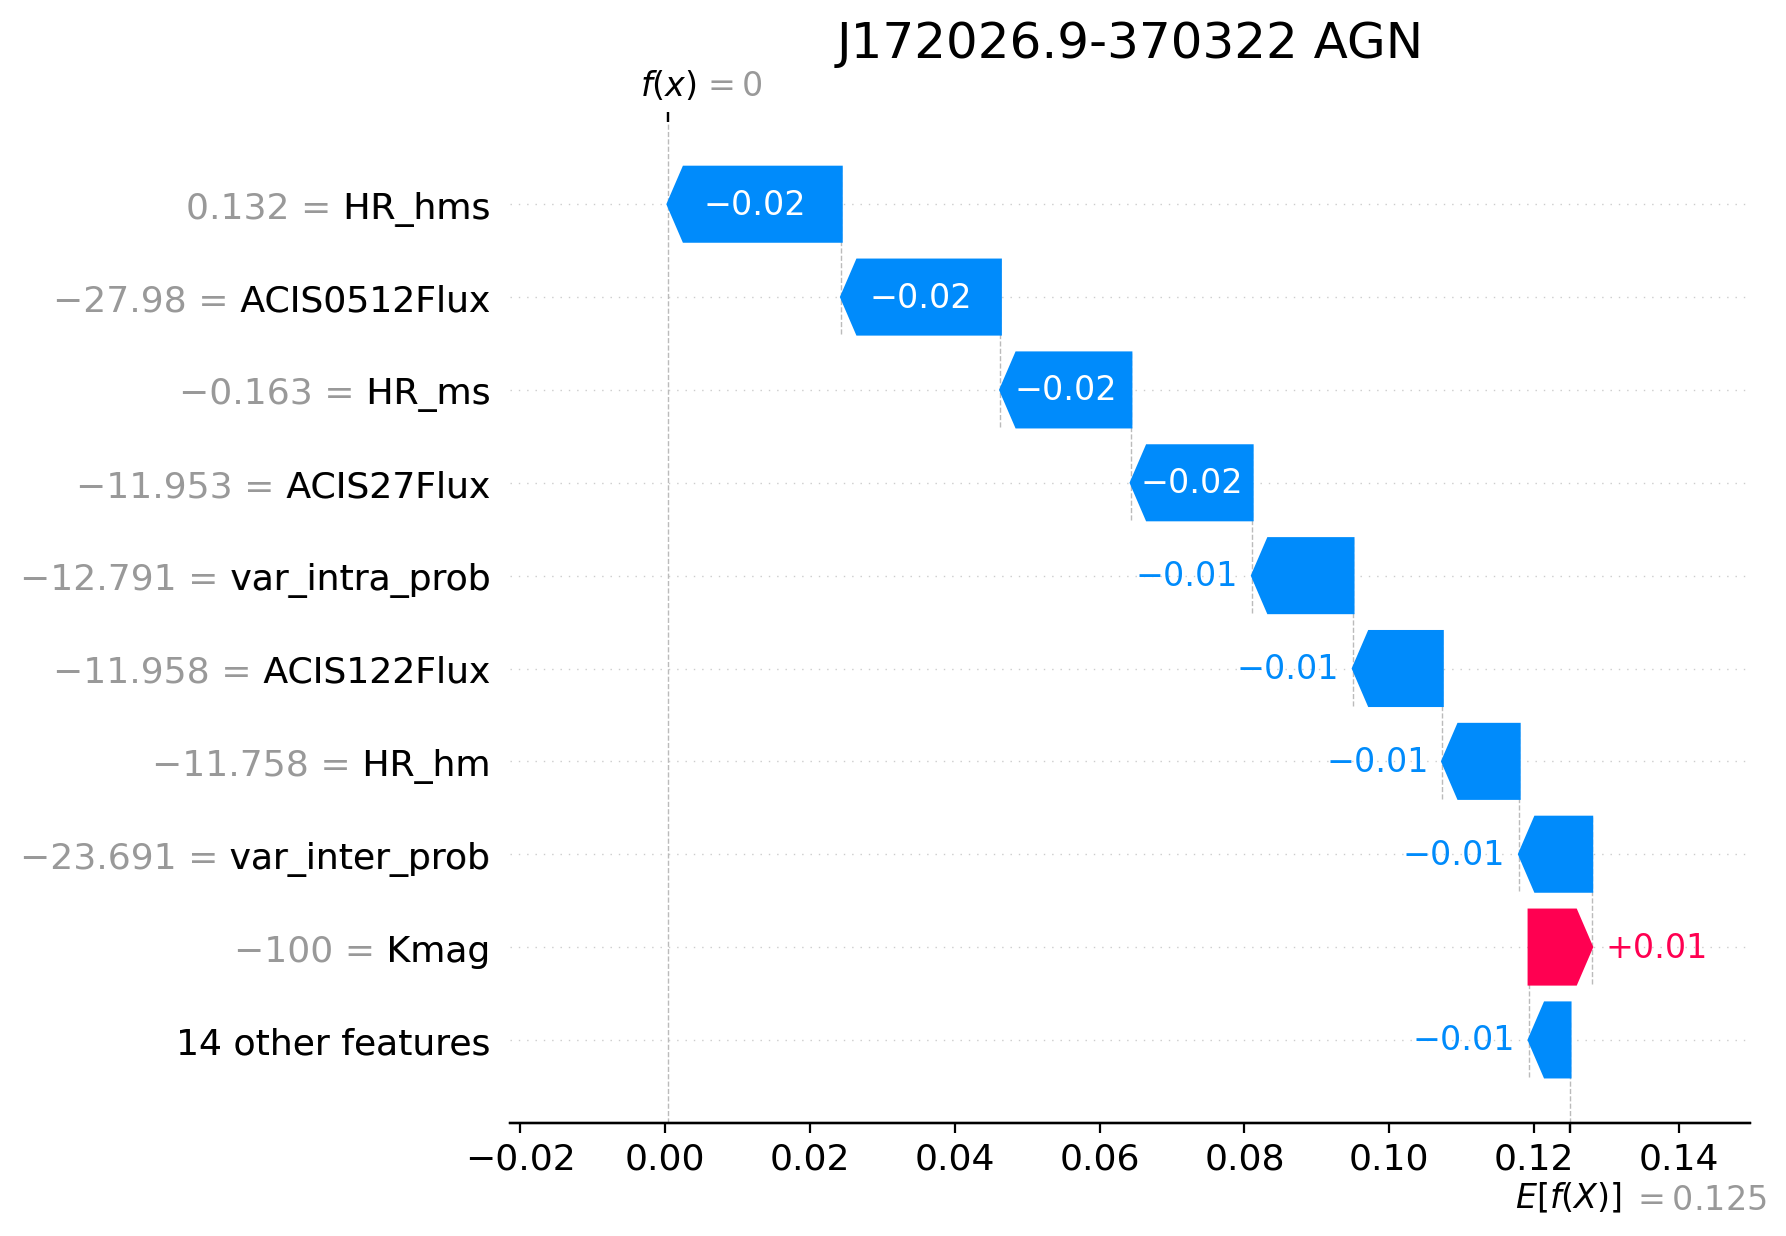 J172026.9-370322 AGN
f(x) = 0
0.132 = HR_hms
−0.02
−27.98 = ACIS0512Flux
−0.02
−0.163 = HR_ms
−0.02
−11.953 = ACIS27Flux
−0.02
−12.791 = var_intra_prob
−0.01
−11.958 = ACIS122Flux
−0.01
−11.758 = HR_hm
−0.01
−23.691 = var_inter_prob
−0.01
−100 = Kmag
+0.01
14 other features
−0.01
−0.02 0.00 0.02 0.04 0.06 0.08 0.10 0.12 0.14
E[f(X)] = 0.125